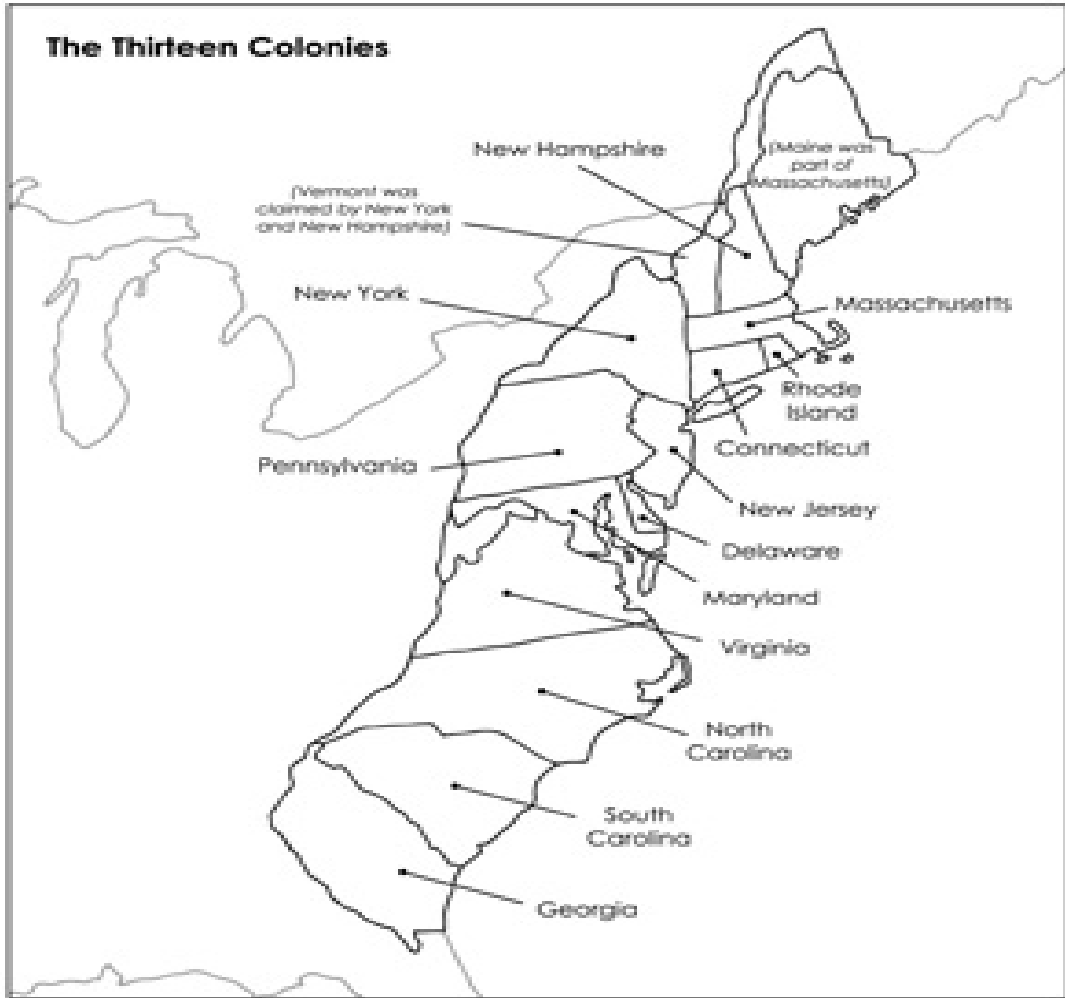 The Thirteen Colonies
New Hampshire
(Maine was
part of
Massachusetts)
(Vermont was
claimed by New York
and New Hampshire)
New York
Massachusetts
Rhode
Island
Connecticut
Pennsylvania
New Jersey
Delaware
Maryland
Virginia
North
Carolina
South
Carolina
Georgia